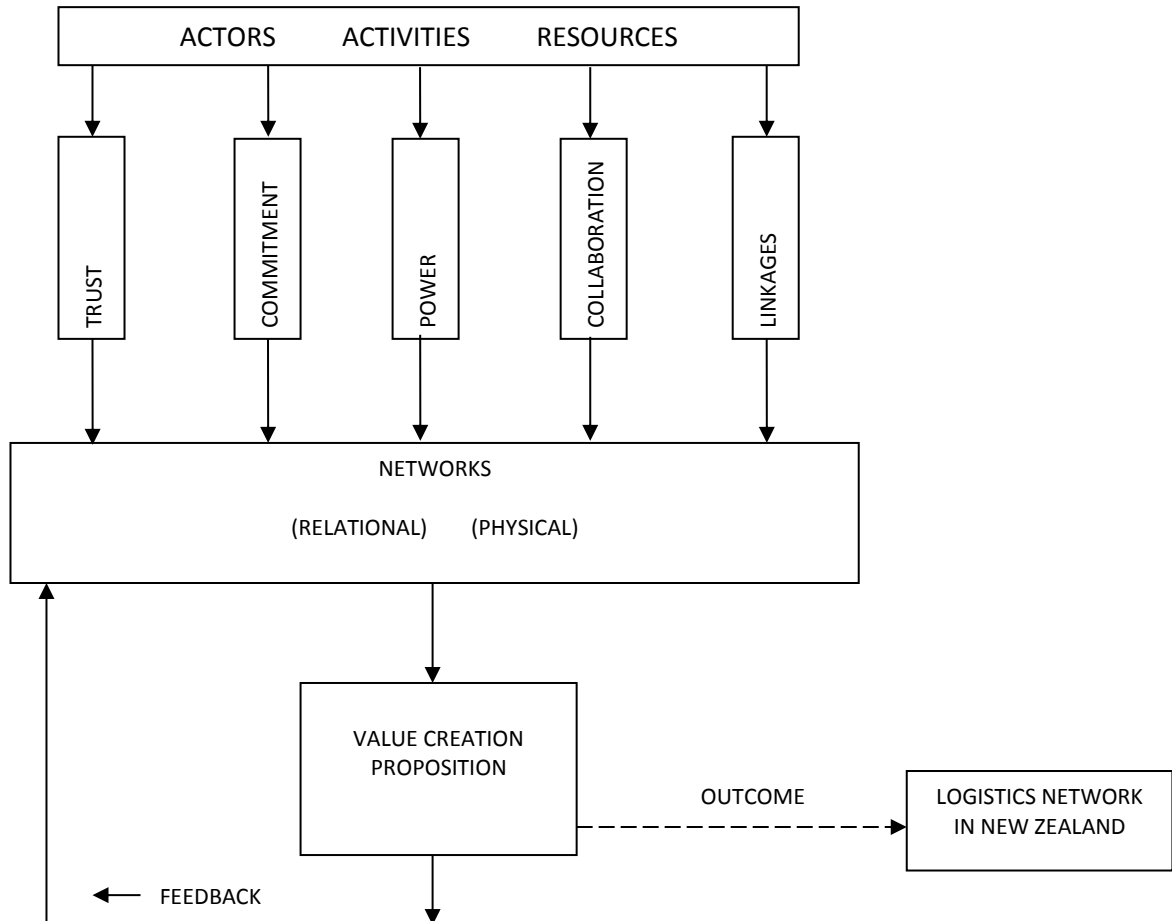 ACTORS ACTIVITIES RESOURCES
TRUST
COMMITMENT
POWER
COLLABORATION
LINKAGES
NETWORKS
(RELATIONAL) (PHYSICAL)
VALUE CREATION
PROPOSITION
OUTCOME
LOGISTICS NETWORK
IN NEW ZEALAND
FEEDBACK